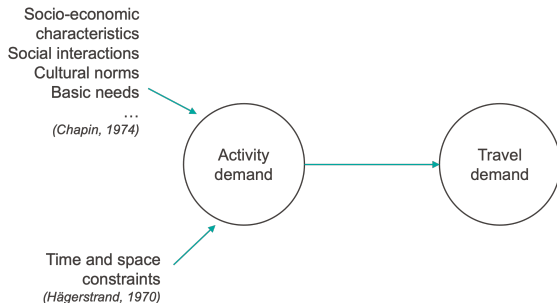 Socio-economic
characteristics
Social interactions
Cultural norms
Basic needs
...
(Chapin, 1974)
Activity
demand
Travel
demand
Time and space
constraints
(Hägerstrand, 1970)